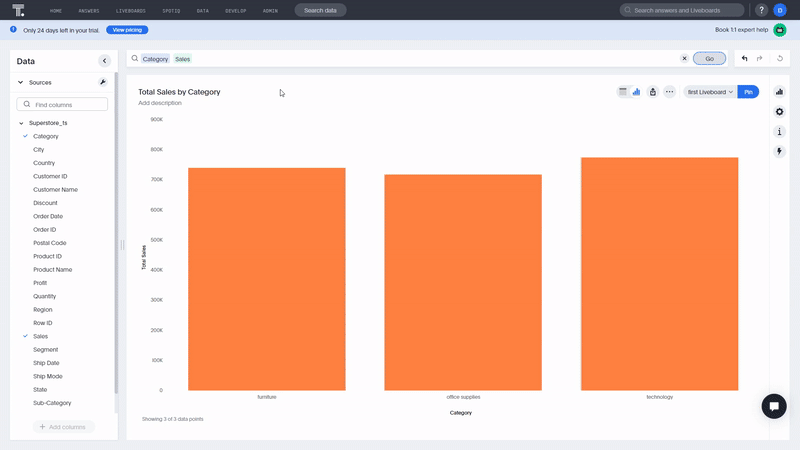 T.
HOME ANSWERS LIVEBOARDS SPOTIQ DATA DEVELOP ADMIN Search data Search answers and Liveboards ? D
Only 24 days left in your trial. View pricing Book 1:1 expert help
Data
Category Sales Go
Sources
Find columns
Superstore_1s
Category
City
Country
Customer ID
Customer Name
Discount
Order Date
Order ID
Postal Code
Product ID
Product Name
Profit
Quantity
Region
Row ID
Sales
Segment
Ship Date
Ship Mode
State
Sub-Category
+ Add columns
Total Sales by Category
Add description
first Liveboard Pin
900K
800K
700K
600K
500K
400K
300K
200K
100K
0
Total Sales
furniture office supplies technology
Category
Showing 3 of 3 data points